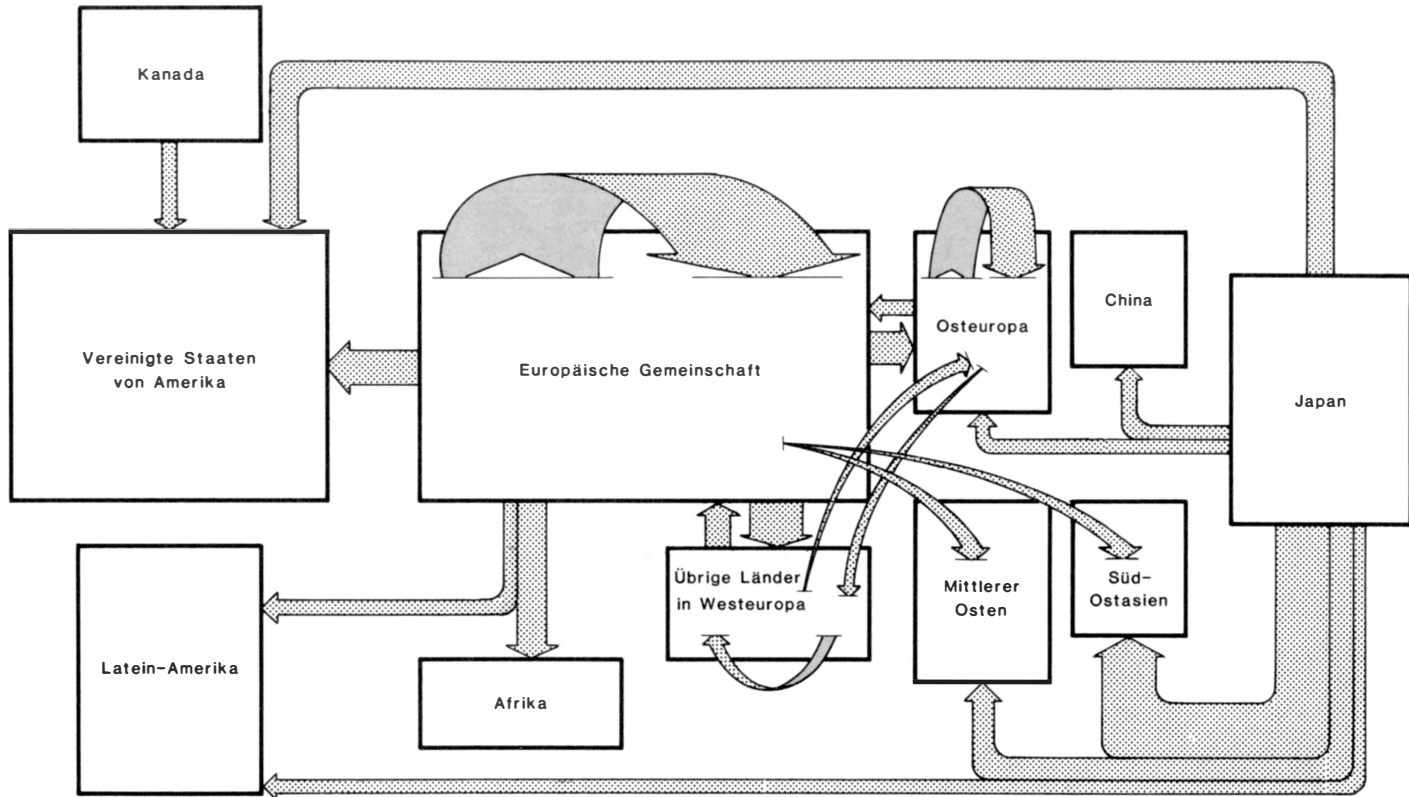 Kanada
Vereinigte Staaten
von Amerika
Europäische Gemeinschaft
Osteuropa
China
Japan
Latein-Amerika
Afrika
Übrige Länder
in Westeuropa
Mittlerer
Osten
Süd-
Ostasien